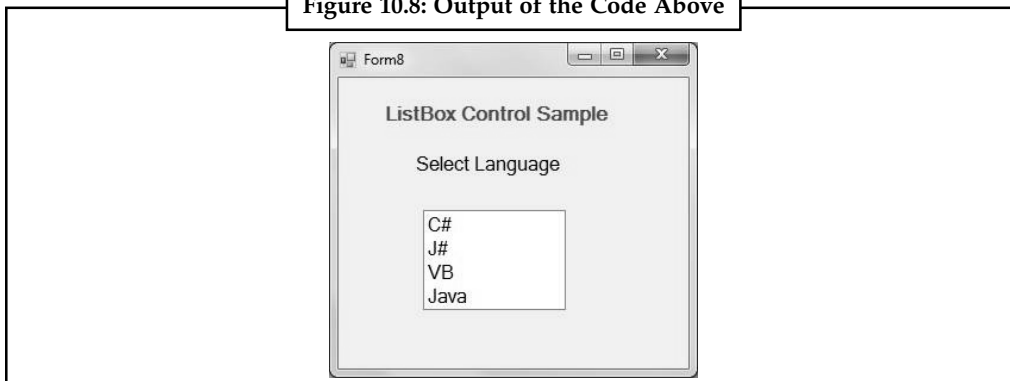 Figure 10.8: Output of the Code Above
Form8
ListBox Control Sample
Select Language
C#
J#
VB
Java